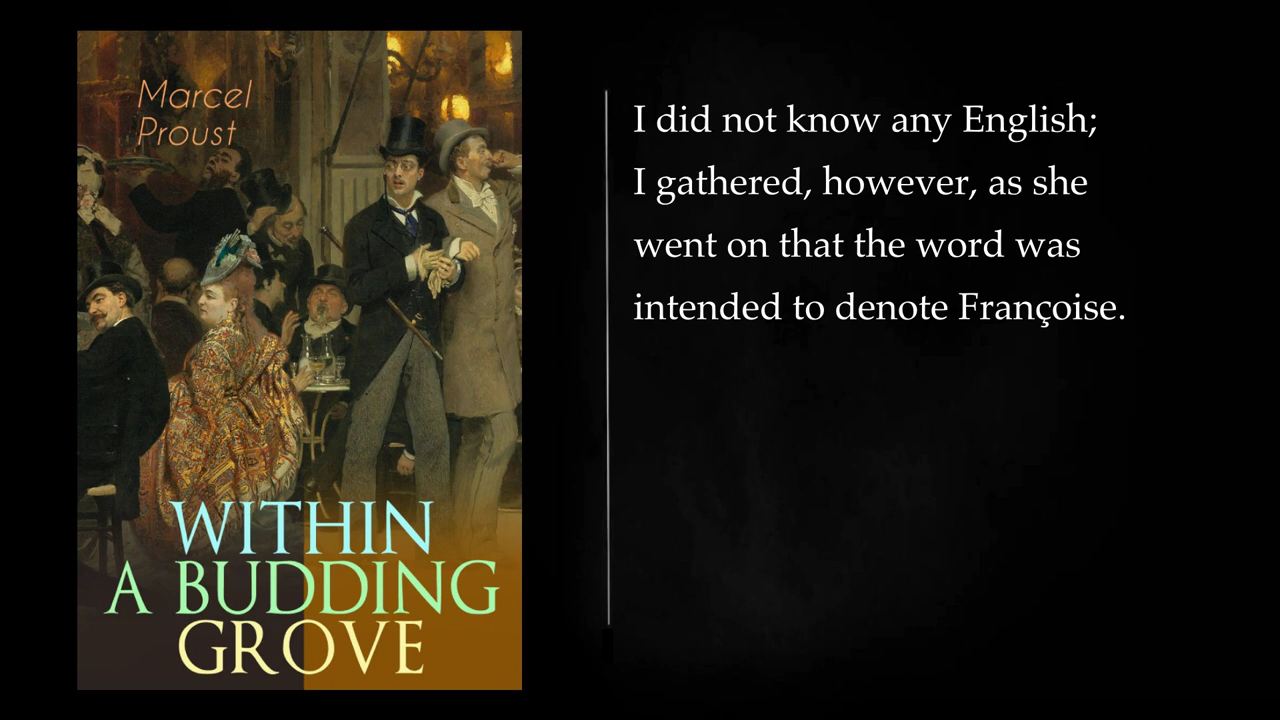 Marcel
Proust
WITHIN
A BUDDING
GROVE
I did not know any English;
I gathered, however, as she
went on that the word was
intended to denote Françoise.